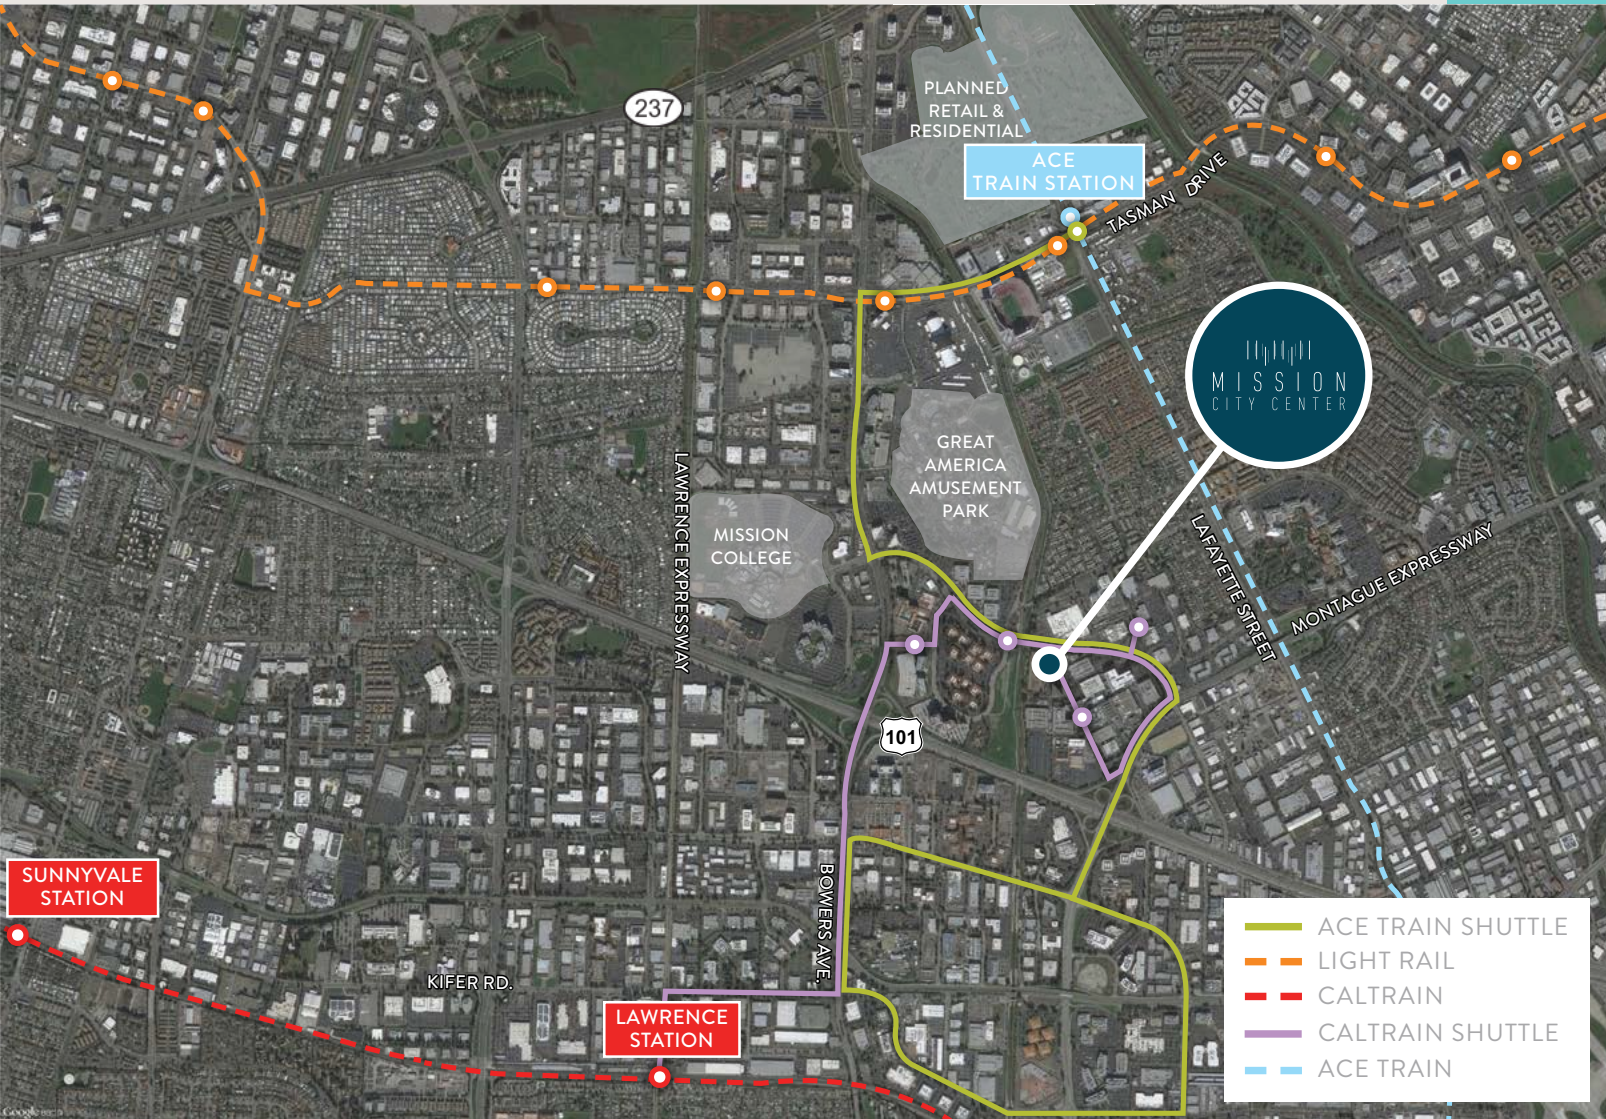 237
PLANNED
RETAIL &
RESIDENTIAL
ACE
TRAIN STATION
TASMAN DRIVE
MISSION
CITY CENTER
GREAT
AMERICA
AMUSEMENT
PARK
LAWRENCE EXPRESSWAY
MISSION
COLLEGE
LAFAYETTE STREET
MONTAGUE EXPRESSWAY
101
BOWERS AVE.
SUNNYVALE
STATION
KIFER RD.
LAWRENCE
STATION
ACE TRAIN SHUTTLE
LIGHT RAIL
CALTRAIN
CALTRAIN SHUTTLE
ACE TRAIN
Google